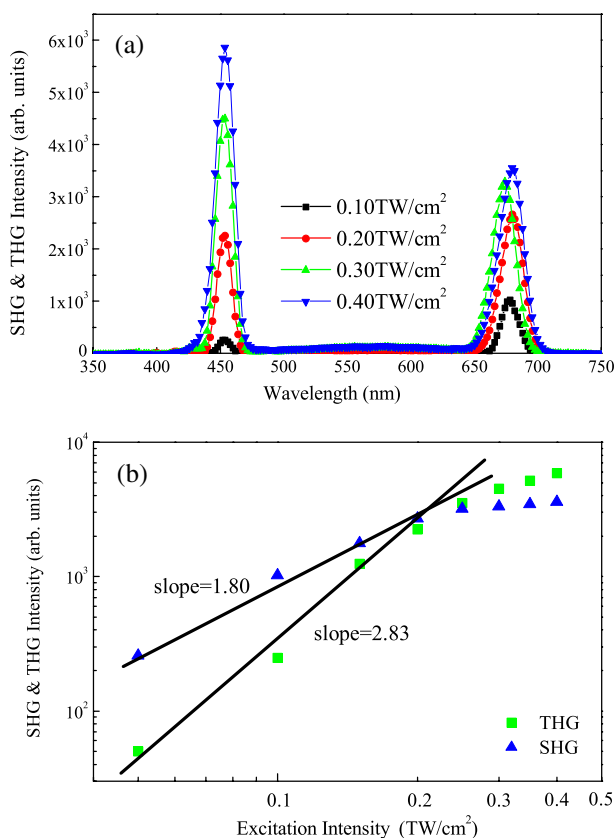 (a)
SHG & THG Intensity (arb. units)
6x10³
5x10³
4x10³
3x10³
2x10³
1x10³
0
0.10TW/cm²
0.20TW/cm²
0.30TW/cm²
0.40TW/cm²
350 400 450 500 550 600 650 700 750
Wavelength (nm)
(b)
SHG & THG Intensity (arb. units)
10⁴
10³
10²
slope=1.80
slope=2.83
THG
SHG
0.1 0.2 0.3 0.4 0.5
Excitation Intensity (TW/cm²)